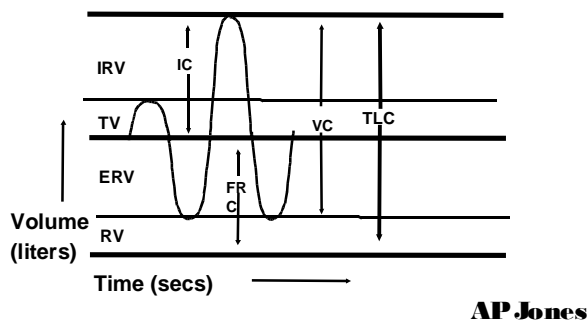 IRV
IC
TV
VC
TLC
ERV
FR
C
Volume
(liters)
RV
Time (secs)
AP Jones